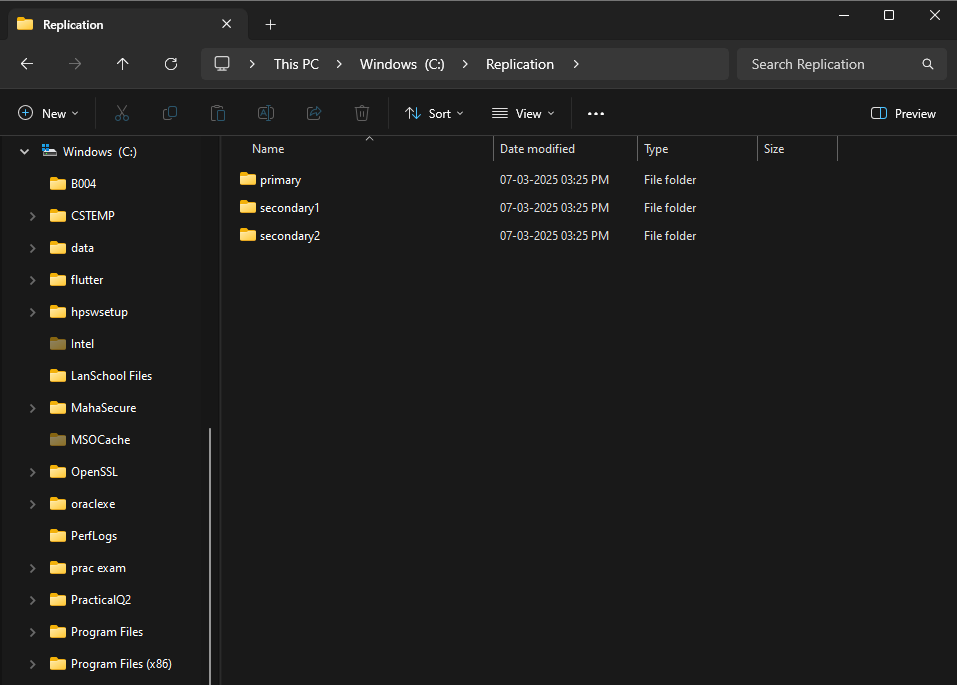 Replication
This PC Windows (C:) Replication
Search Replication
New Sort View ... Preview
Windows (C:)
B004
CSTEMP
data
flutter
hpswsetup
Intel
LanSchool Files
MahaSecure
MSOCache
OpenSSL
oraclexe
PerfLogs
prac exam
PracticalQ2
Program Files
Program Files (x86)
Name Date modified Type Size
primary 07-03-2025 03:25 PM File folder
secondary1 07-03-2025 03:25 PM File folder
secondary2 07-03-2025 03:25 PM File folder